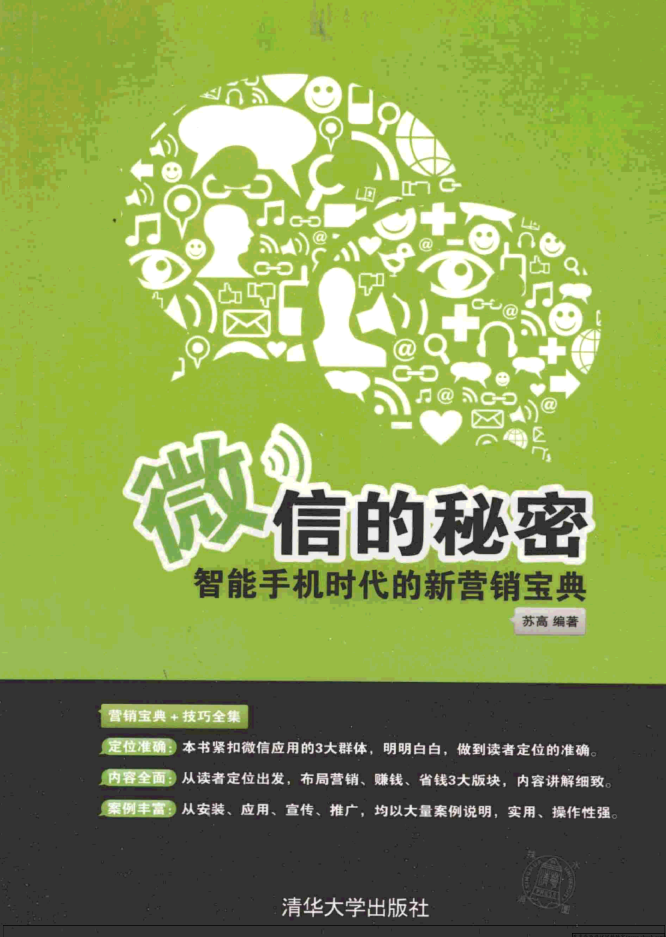 微信的秘密
智能手机时代的新营销宝典
苏高 编著
营销宝典+技巧全集
定位准确：本书紧扣微信应用的3大群体，明明白白，做到读者定位的准确。
内容全面：从读者定位出发，布局营销、赚钱、省钱3大版块，内容讲解细致。
案例丰富：从安装、应用、宣传、推广，均以大量案例说明，实用、操作性强。
清华大学出版社